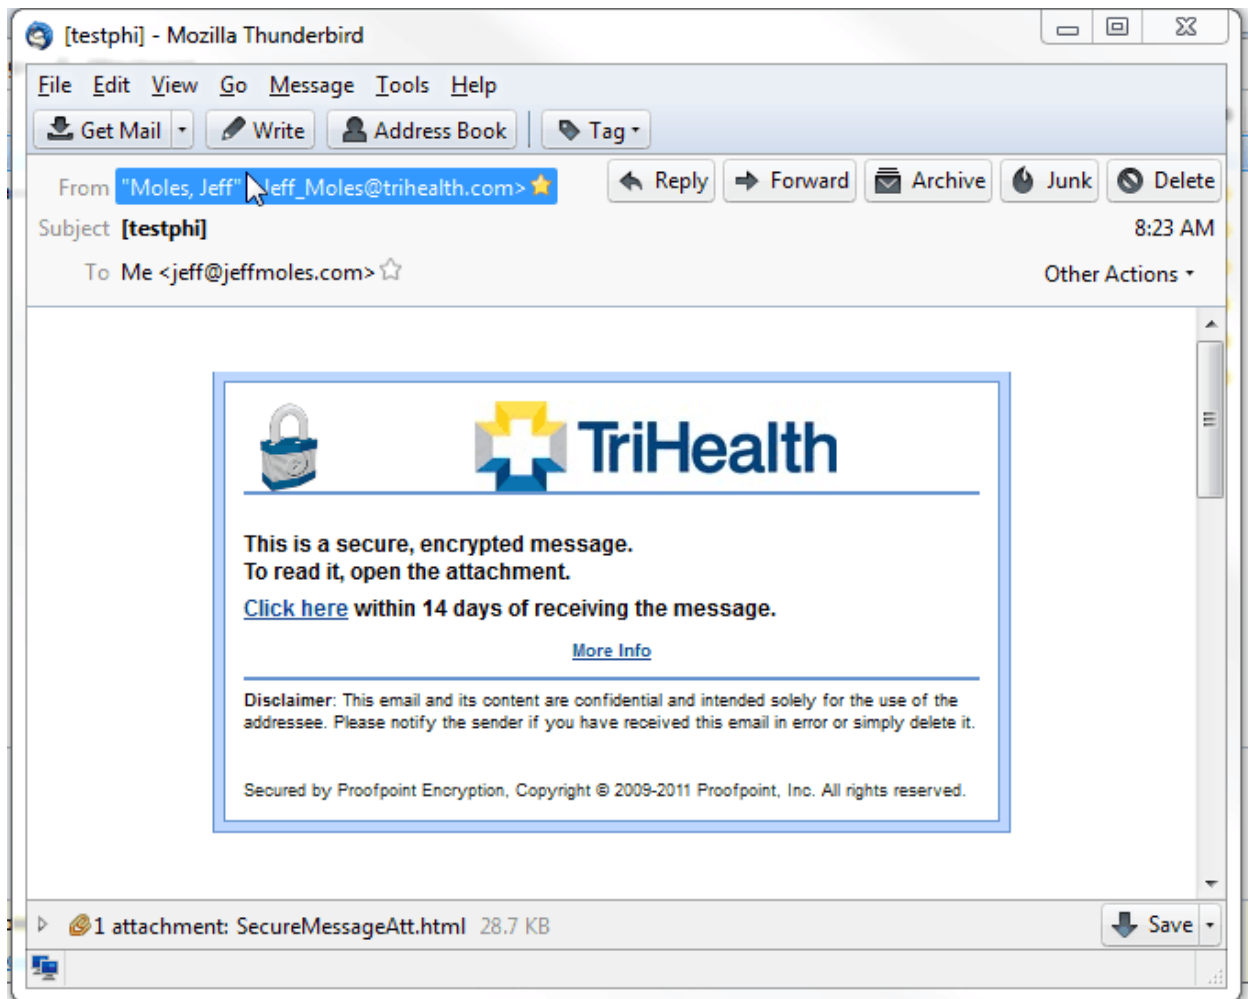 [testphi] - Mozilla Thunderbird
File Edit View Go Message Tools Help
Get Mail Write Address Book Tag
From "Moles, Jeff" Jeff_Moles@trihealth.com> Reply Forward Archive Junk Delete
Subject [testphi] 8:23 AM
To Me <jeff@jeffmoles.com> Other Actions
TriHealth
This is a secure, encrypted message.
To read it, open the attachment.
Click here within 14 days of receiving the message.
More Info
Disclaimer: This email and its content are confidential and intended solely for the use of the
addressee. Please notify the sender if you have received this email in error or simply delete it.
Secured by Proofpoint Encryption, Copyright © 2009-2011 Proofpoint, Inc. All rights reserved.
1 attachment: SecureMessageAtt.html 28.7 KB Save